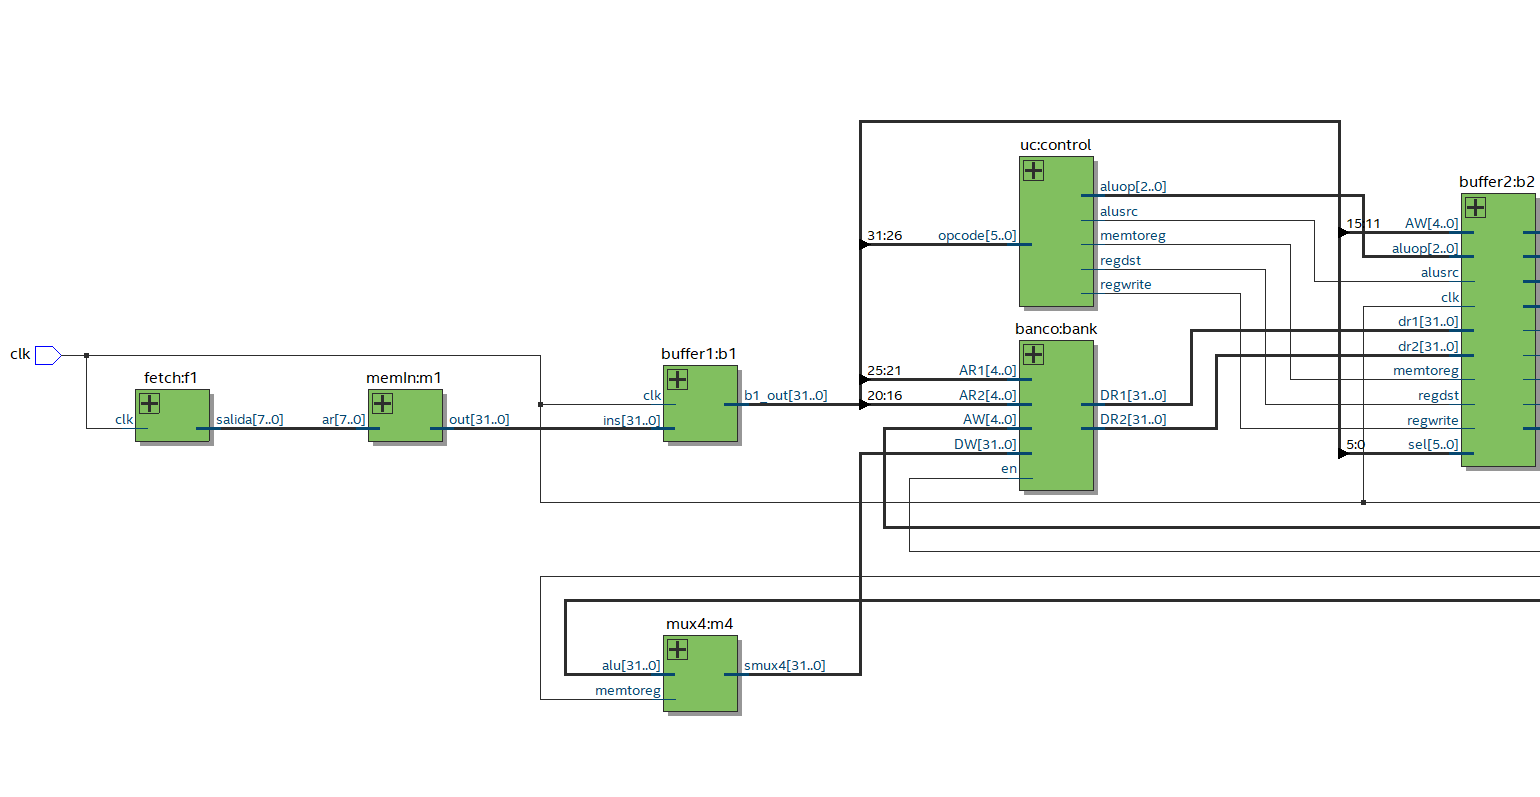 clk
fetch:f1
clk
salida[7..0]
memIn:m1
ar[7..0]
out[31..0]
buffer1:b1
clk
ins[31..0]
b1_out[31..0]
mux4:m4
alu[31..0]
memtoreg
smux4[31..0]
31:26
25:21
20:16
uc:control
opcode[5..0]
aluop[2..0]
alusrc
memtoreg
regdst
regwrite
banco:bank
AR1[4..0]
AR2[4..0]
AW[4..0]
DW[31..0]
en
DR1[31..0]
DR2[31..0]
15:11
5:0
buffer2:b2
AW[4..0]
aluop[2..0]
alusrc
clk
dr1[31..0]
dr2[31..0]
memtoreg
regdst
regwrite
sel[5..0]